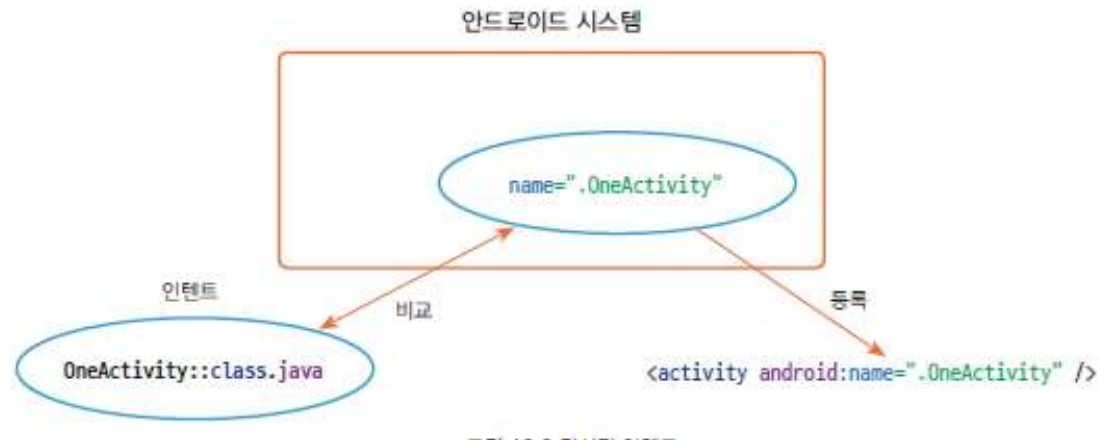 안드로이드 시스템
name=".OneActivity"
인텐트
비교
등록
OneActivity::class.java
<activity android:name=".OneActivity" />